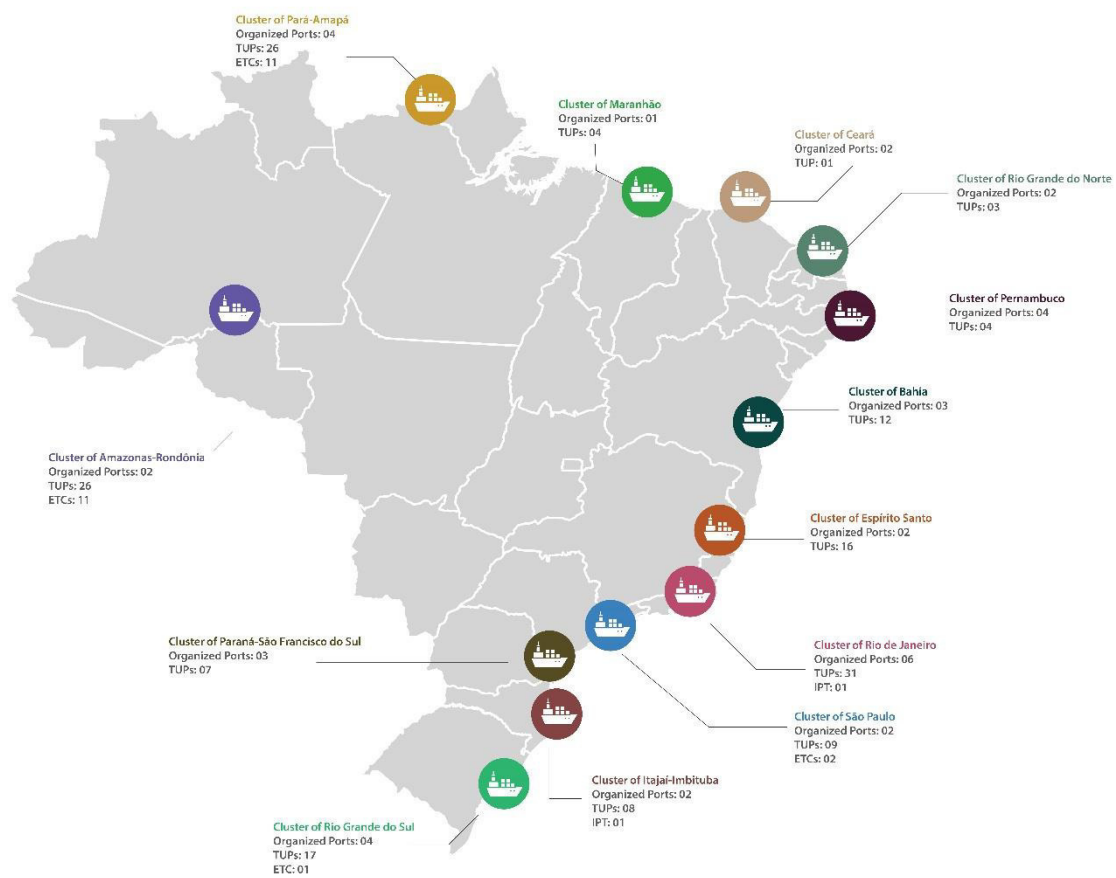 Cluster of Pará-Amapá
Organized Ports: 04
TUPs: 26
ETCs: 11
Cluster of Maranhão
Organized Ports: 01
TUPs: 04
Cluster of Ceará
Organized Ports: 02
TUP: 01
Cluster of Rio Grande do Norte
Organized Ports: 02
TUPs: 03
Cluster of Pernambuco
Organized Ports: 04
TUPs: 04
Cluster of Bahia
Organized Ports: 03
TUPs: 12
Cluster of Amazonas-Rondônia
Organized Portss: 02
TUPs: 26
ETCs: 11
Cluster of Espírito Santo
Organized Ports: 02
TUPs: 16
Cluster of Paraná-São Francisco do Sul
Organized Ports: 03
TUPs: 07
Cluster of Rio de Janeiro
Organized Ports: 06
TUPs: 31
IPT: 01
Cluster of São Paulo
Organized Ports: 02
TUPs: 09
ETCs: 02
Cluster of Itajaí-Imbituba
Organized Ports: 02
TUPs: 08
IPT: 01
Cluster of Rio Grande do Sul
Organized Ports: 04
TUPs: 17
ETC: 01